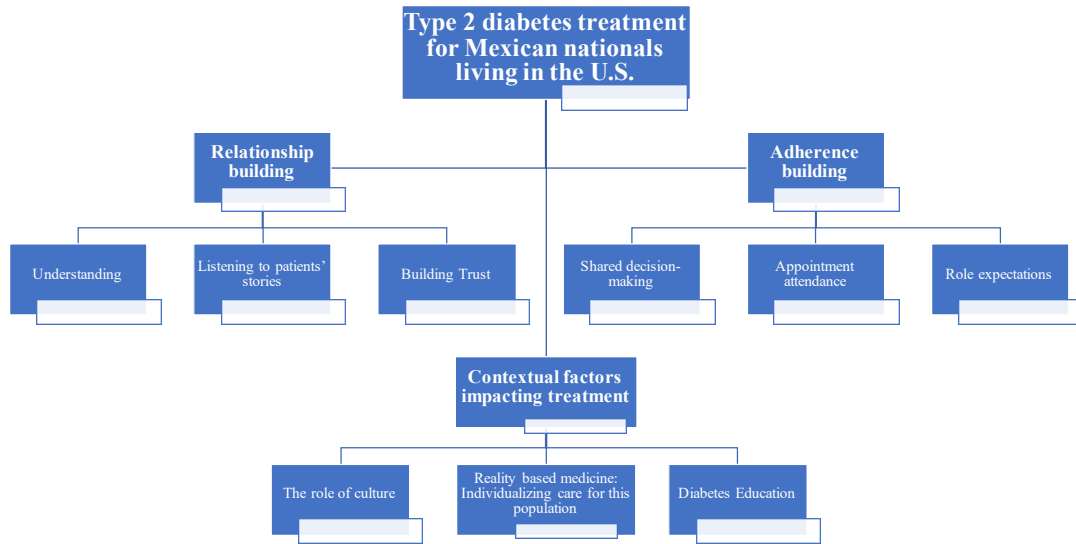 Type 2 diabetes treatment
for Mexican nationals
living in the U.S.
Relationship
building
Adherence
building
Understanding
Listening to patients’
stories
Building Trust
Shared decision-
making
Appointment
attendance
Role expectations
Contextual factors
impacting treatment
The role of culture
Reality based medicine:
Individualizing care for this
population
Diabetes Education